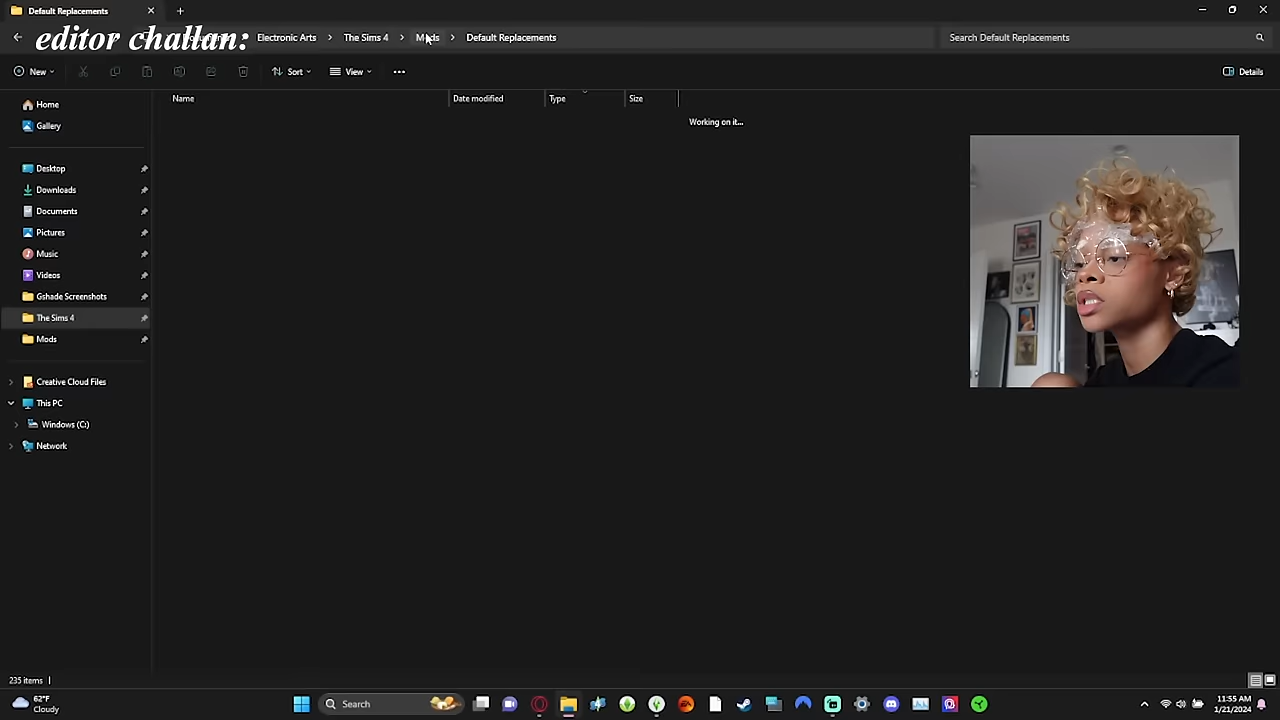 Default Replacements
editor challan:
Electronic Arts
The Sims 4
Mods
Default Replacements
Search Default Replacements
New
Sort
View
Details
Name
Date modified
Type
Size
Working on it...
Home
Gallery
Desktop
Downloads
Documents
Pictures
Music
Videos
Gshade Screenshots
The Sims 4
Mods
Creative Cloud Files
This PC
Windows (C:)
Network
235 items
62°F
Cloudy
Search
11:55 AM
1/21/2024